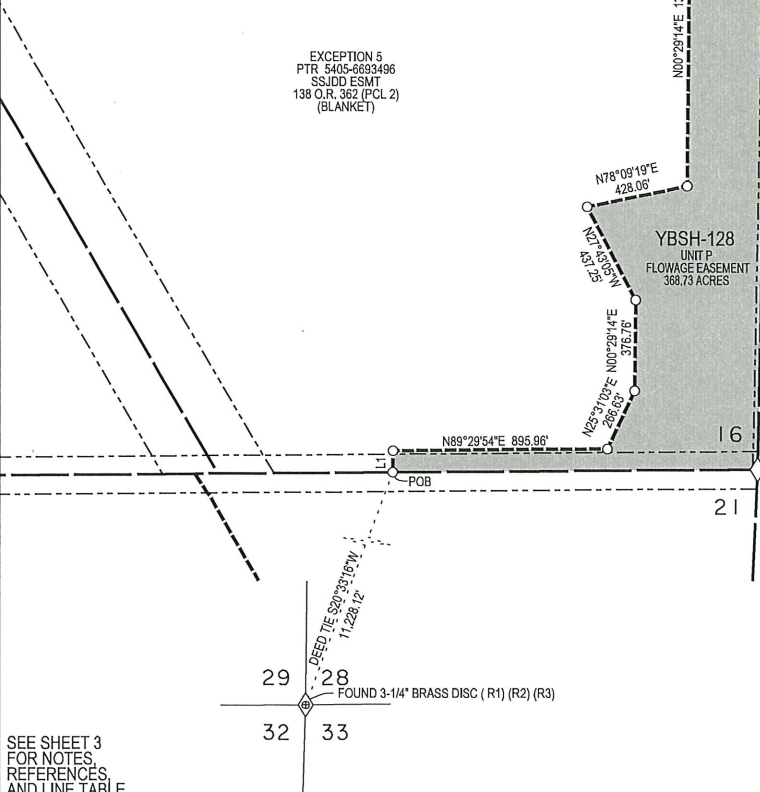 N00°29'14"E 13
EXCEPTION 5
PTR 5405-6693496
SSJDD ESMT
138 O.R. 362 (PCL 2)
(BLANKET)
N78°09'19"E
428.06'
N27°43'05"W
437.25'
YBSH-128
UNIT P
FLOWAGE EASEMENT
368.73 ACRES
N00°29'14"E
376.76'
N25°31'03"E
266.63'
N89°29'54"E 895.96'
16
L1
POB
21
DEED TIE S20°33'16"W
11,228.12'
29 28
FOUND 3-1/4" BRASS DISC ( R1) (R2) (R3)
32 33
SEE SHEET 3
FOR NOTES,
REFERENCES,
AND LINE TABLE